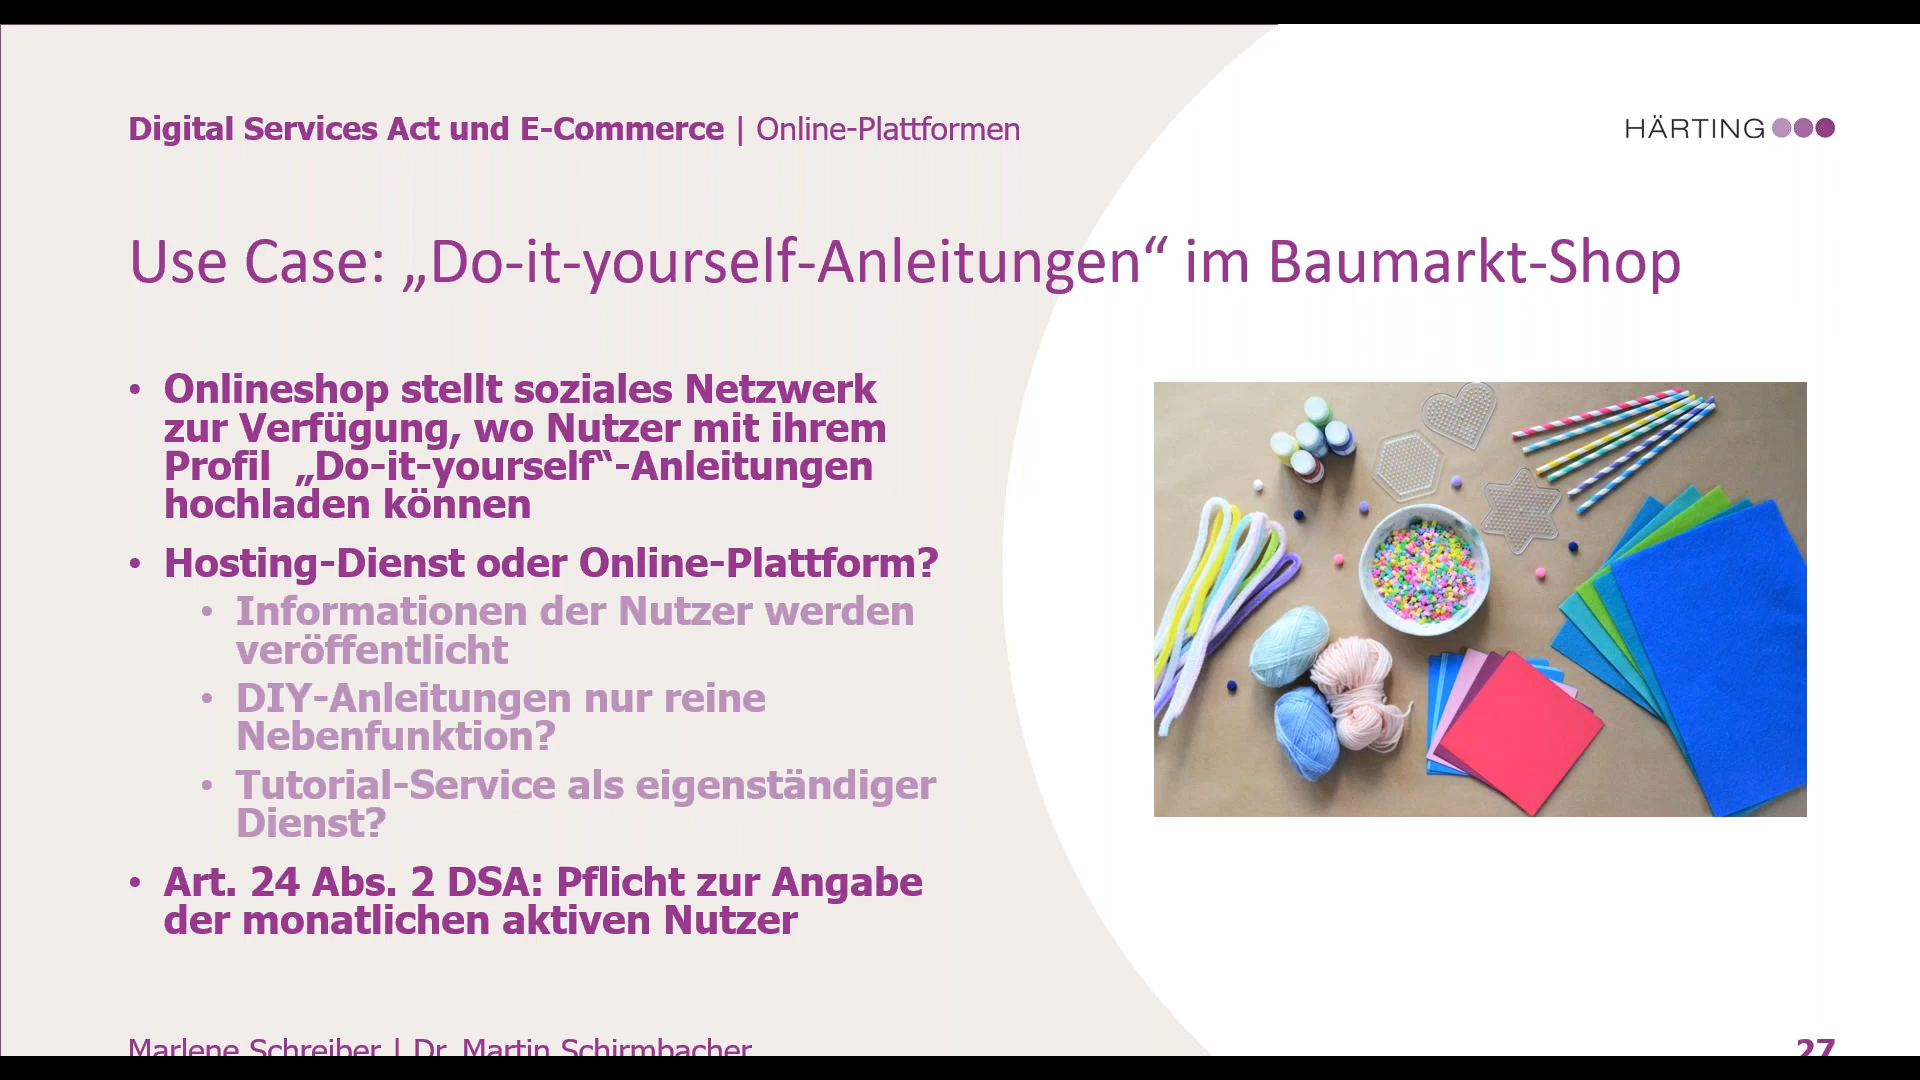 Digital Services Act und E-Commerce | Online-Plattformen
HÄRTING
Use Case: „Do-it-yourself-Anleitungen“ im Baumarkt-Shop
• Onlineshop stellt soziales Netzwerk
zur Verfügung, wo Nutzer mit ihrem
Profil „Do-it-yourself“-Anleitungen
hochladen können
• Hosting-Dienst oder Online-Plattform?
• Informationen der Nutzer werden
veröffentlicht
• DIY-Anleitungen nur reine
Nebenfunktion?
• Tutorial-Service als eigenständiger
Dienst?
• Art. 24 Abs. 2 DSA: Pflicht zur Angabe
der monatlichen aktiven Nutzer
Marlene Schreiber | Dr. Martin Schirmbacher
27